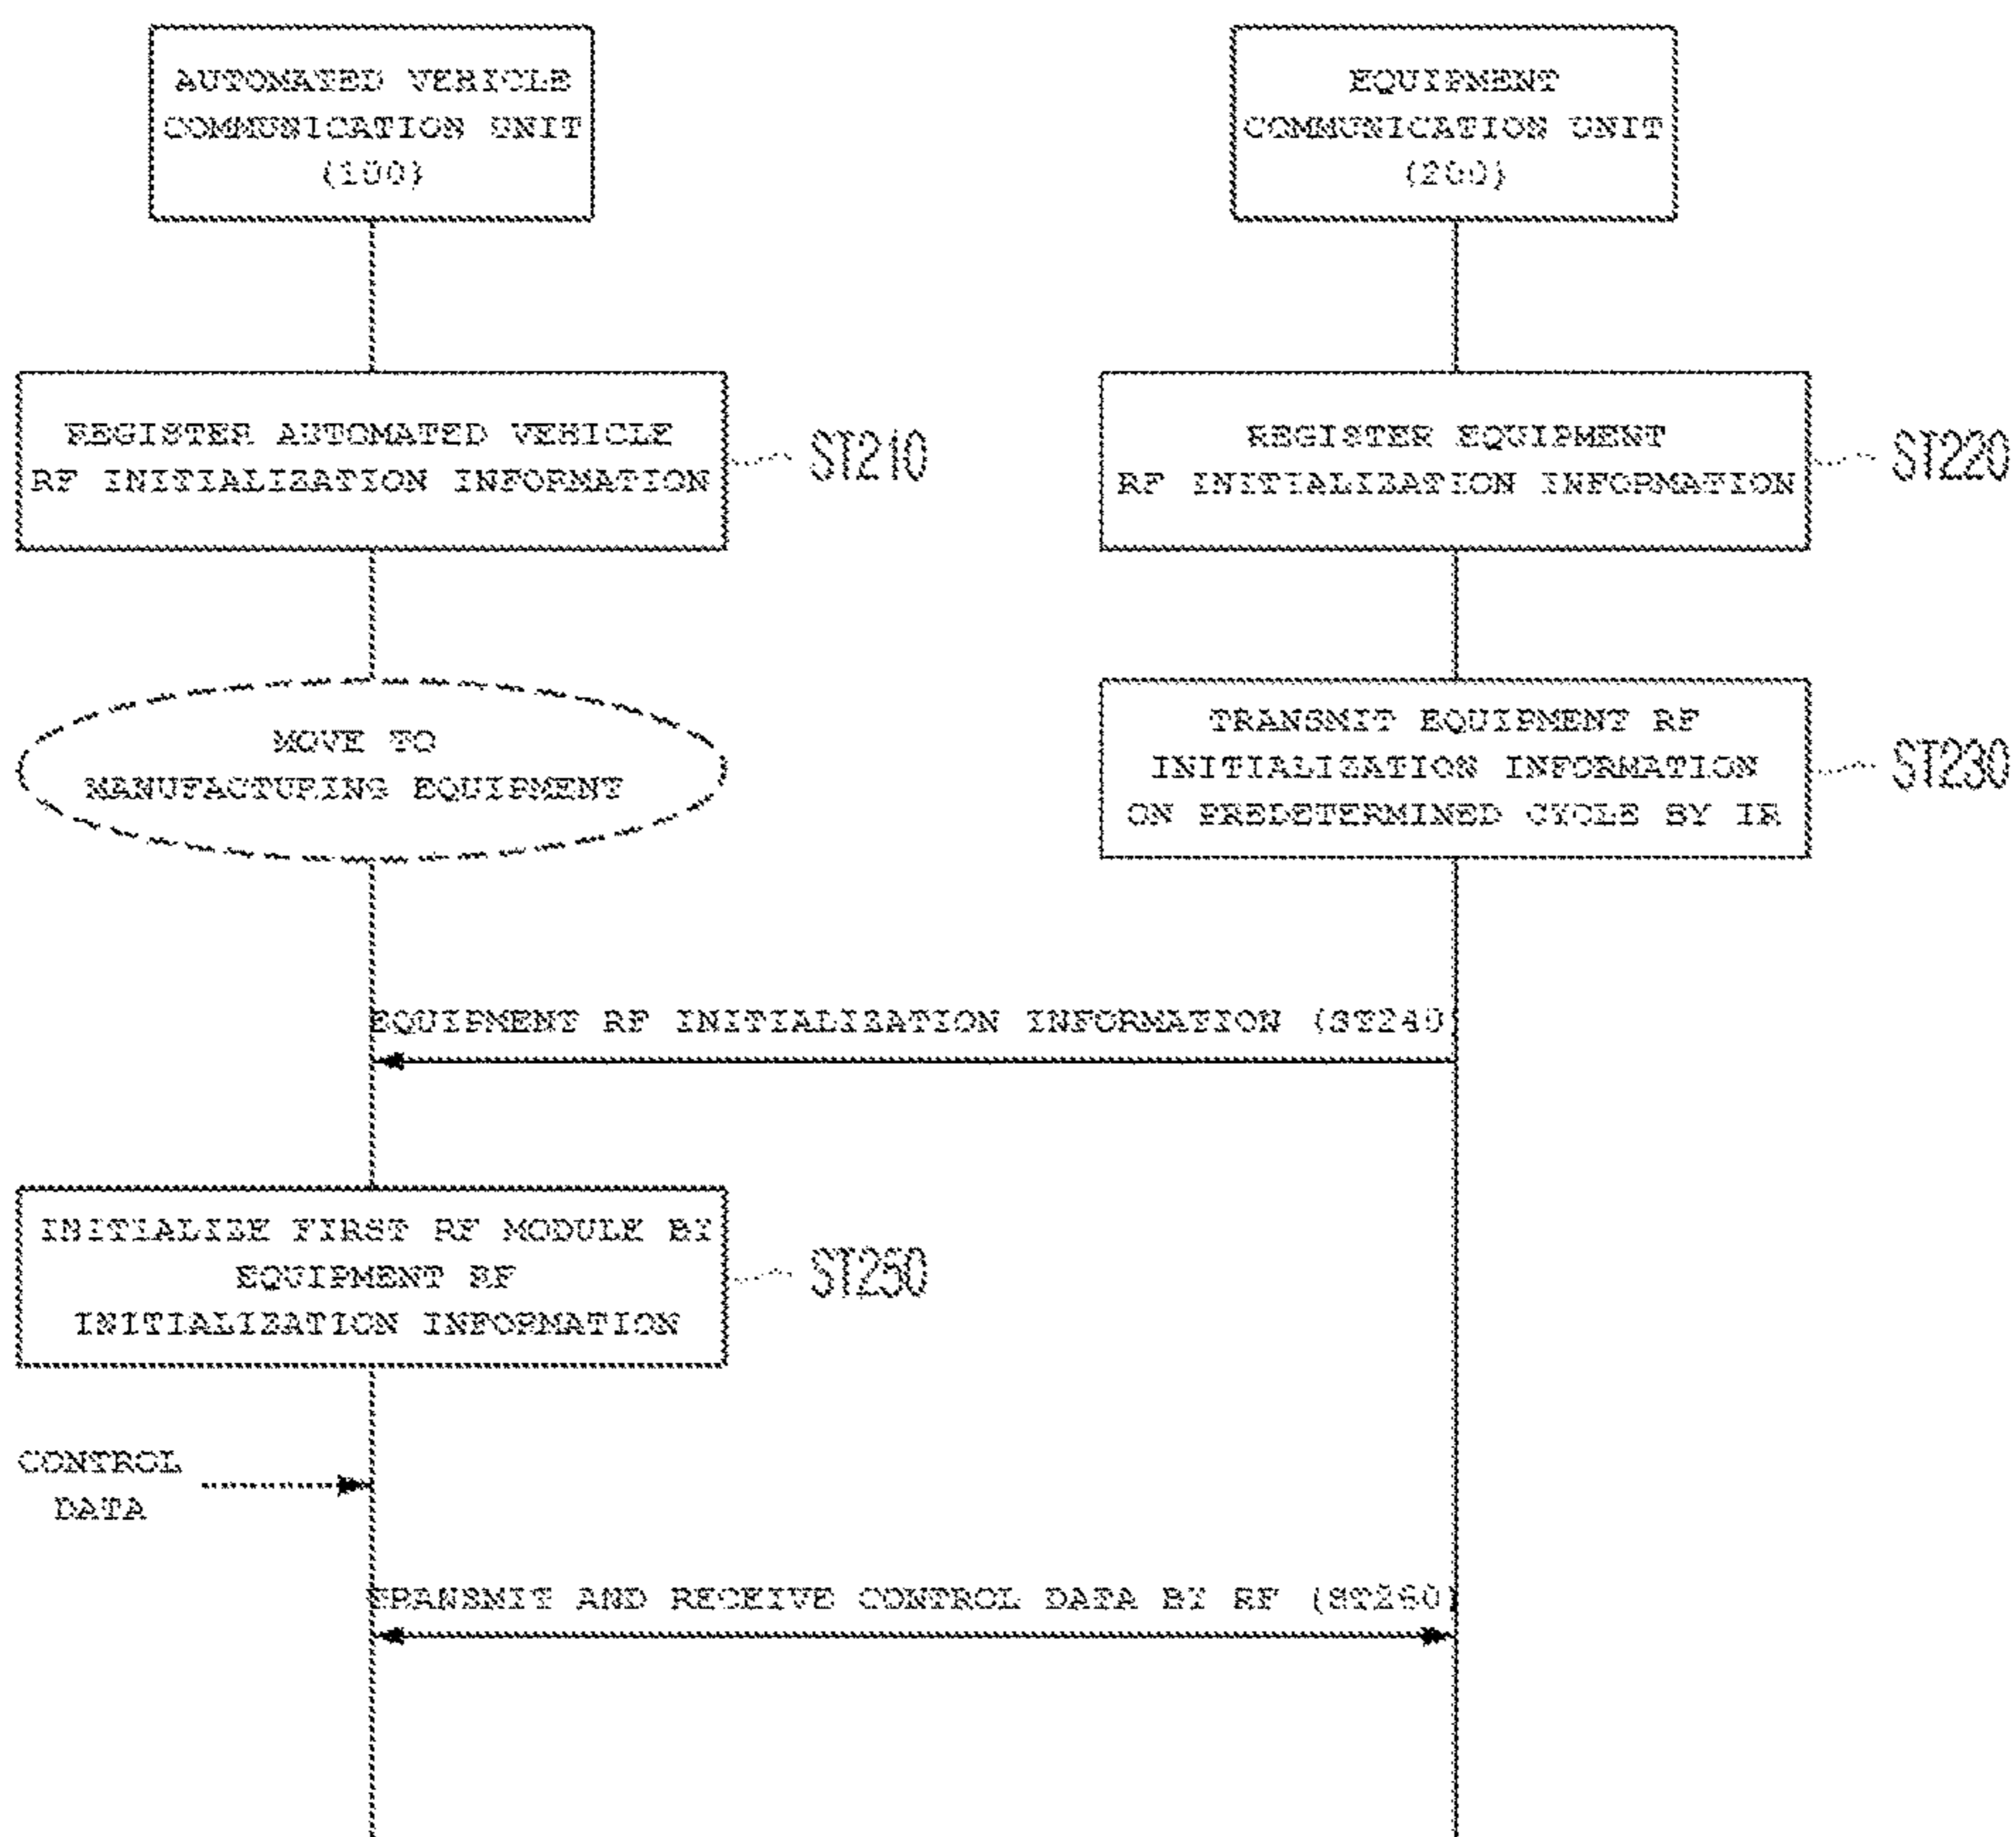 AUTOMATED VEHICLE
COMMUNICATION UNIT
(100)
EQUIPMENT
COMMUNICATION UNIT
(200)
REGISTER AUTOMATED VEHICLE
RF INITIALIZATION INFORMATION
ST210
REGISTER EQUIPMENT
RF INITIALIZATION INFORMATION
ST220
MOVE TO
MANUFACTURING EQUIPMENT
TRANSMIT EQUIPMENT RF
INITIALIZATION INFORMATION
ON PREDETERMINED CYCLE BY IR
ST230
EQUIPMENT RF INITIALIZATION INFORMATION (ST240)
INITIALIZE FIRST RF MODULE BY
EQUIPMENT RF
INITIALIZATION INFORMATION
ST250
CONTROL
DATA
TRANSMIT AND RECEIVE CONTROL DATA BY RF (ST260)